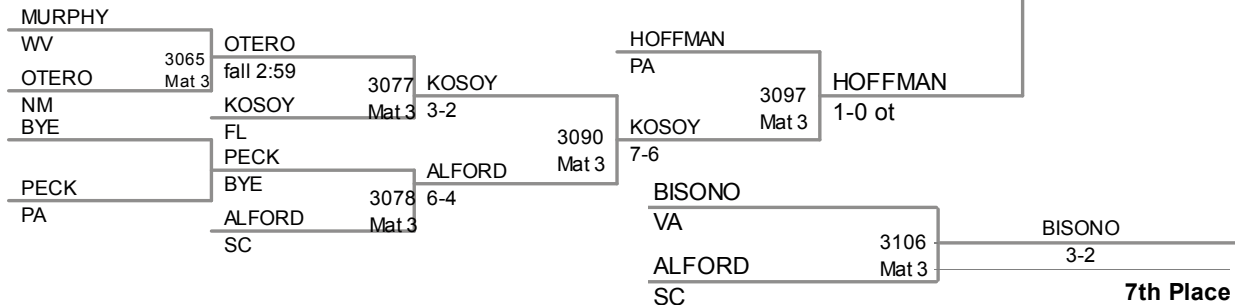 MURPHY
WV
3065
Mat 3
OTERO
NM
OTERO
fall 2:59
3077
Mat 3
KOSOY
FL
KOSOY
3-2
BYE
PECK
PA
PECK
BYE
3078
Mat 3
ALFORD
SC
ALFORD
6-4
3090
Mat 3
HOFFMAN
PA
3097
Mat 3
KOSOY
7-6
HOFFMAN
1-0 ot
BISONO
VA
3106
Mat 3
ALFORD
SC
BISONO
3-2
7th Place